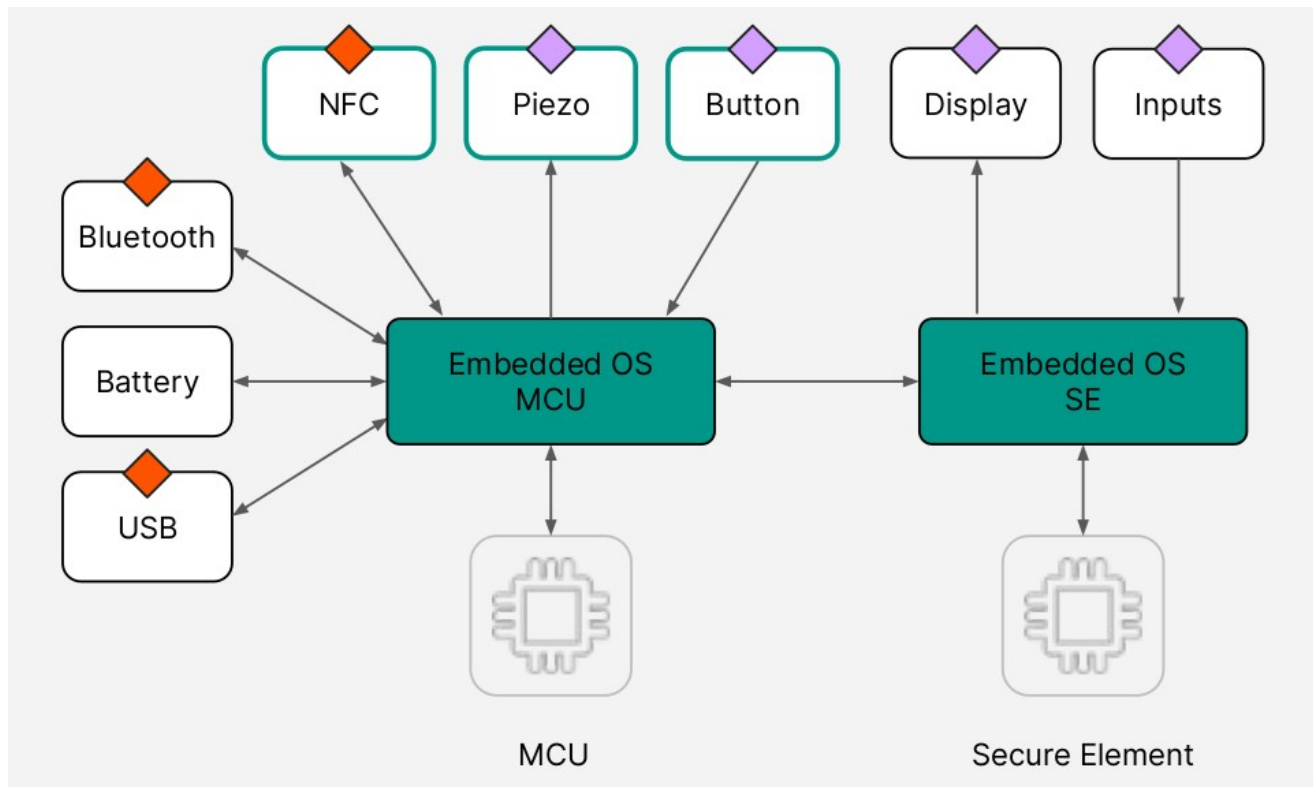 NFC
Piezo
Button
Display
Inputs
Bluetooth
Battery
USB
Embedded OS
MCU
Embedded OS
SE
MCU
Secure Element